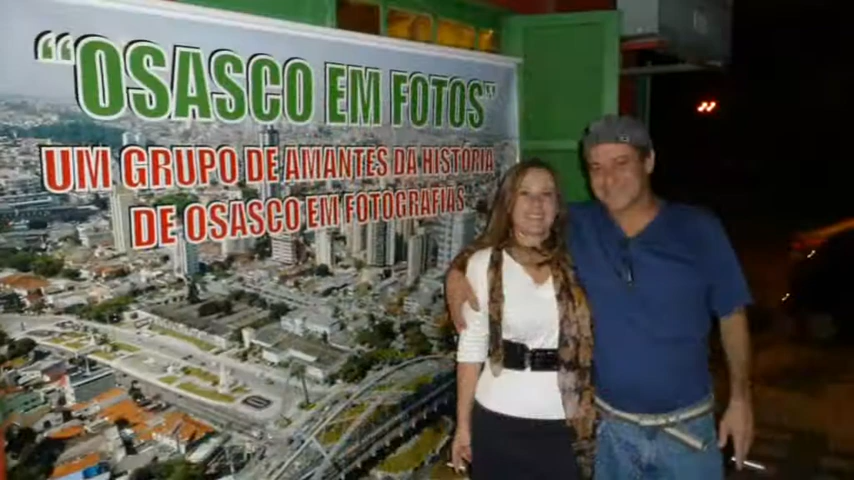 "OSASCO EM FOTOS"
UM GRUPO DE AMANTES DA HISTÓRIA
DE OSASCO EM FOTOGRAFIAS